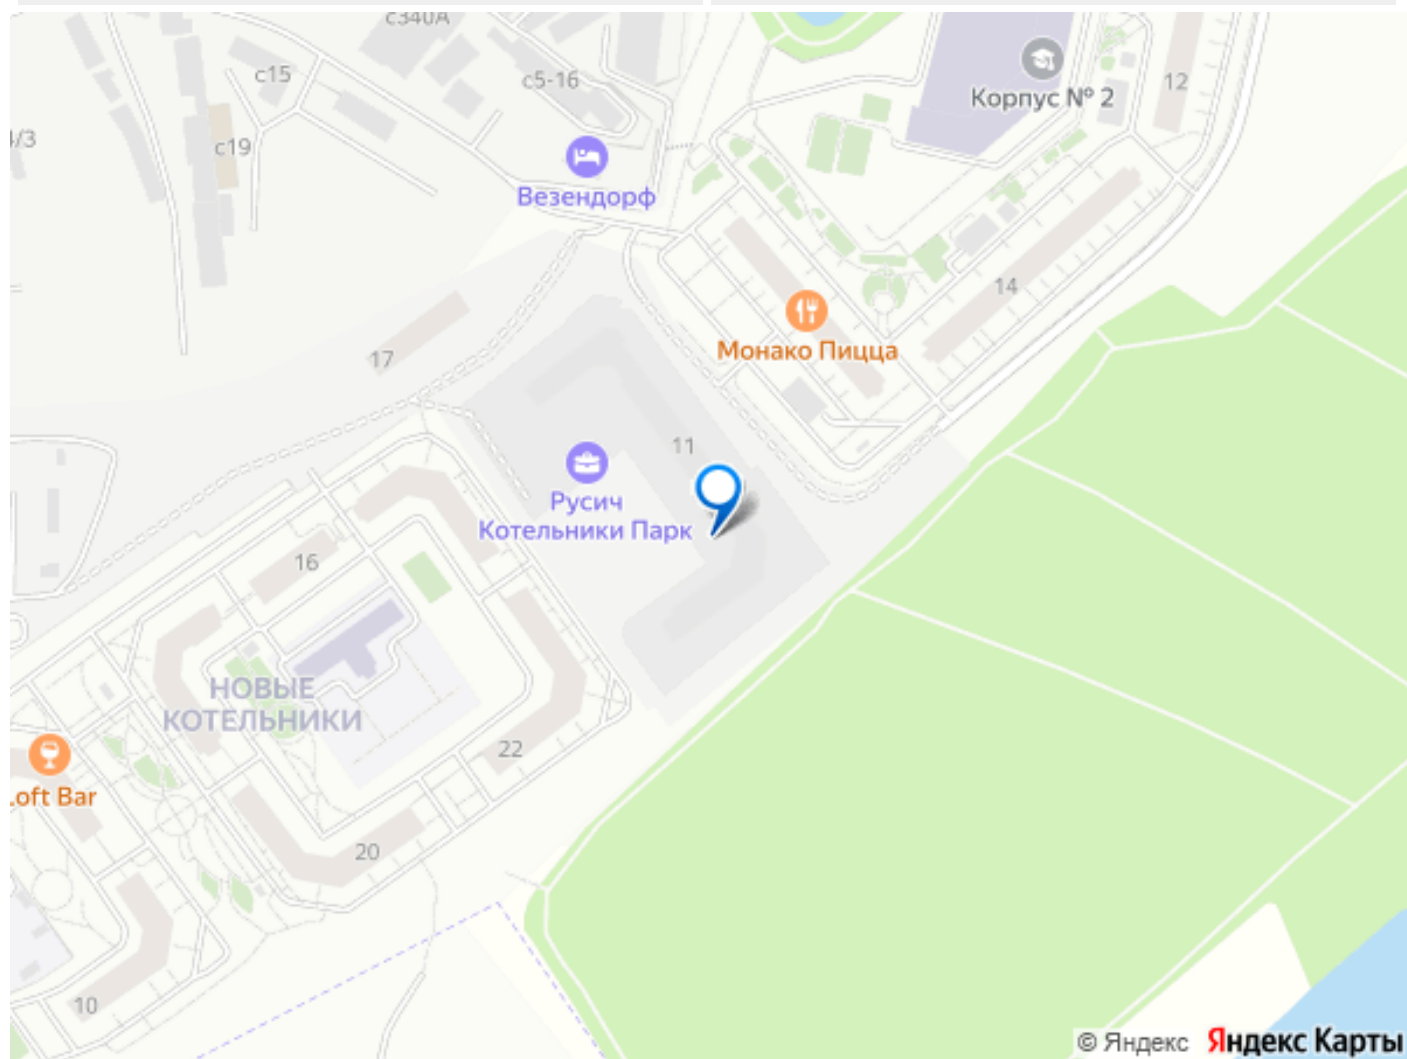 с340А
с15
с5-16
12
Корпус № 2
4/3
с19
Везендорф
14
Монако Пицца
17
11
Русич
Котельники Парк
16
НОВЫЕ
КОТЕЛЬНИКИ
22
Loft Bar
20
10
© Яндекс Яндекс Карты